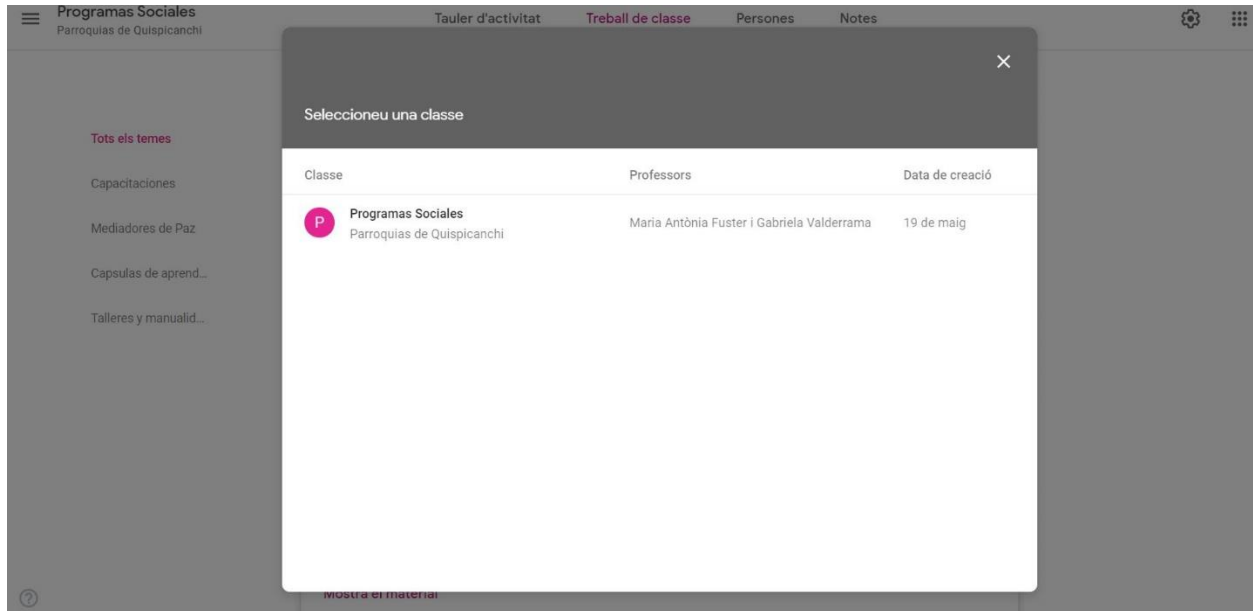 Programas Sociales
Parroquias de Quispicanchi
Tauler d'activitat
Treball de classe
Persones
Notes
Seleccioneu una classe
Tots els temes
Capacitaciones
Mediadores de Paz
Capsulas de aprend...
Talleres y manualid...
Classe
Professors
Data de creació
P
Programas Sociales
Parroquias de Quispicanchi
Maria Antònia Fuster i Gabriela Valderrama
19 de maig
Mostra el material